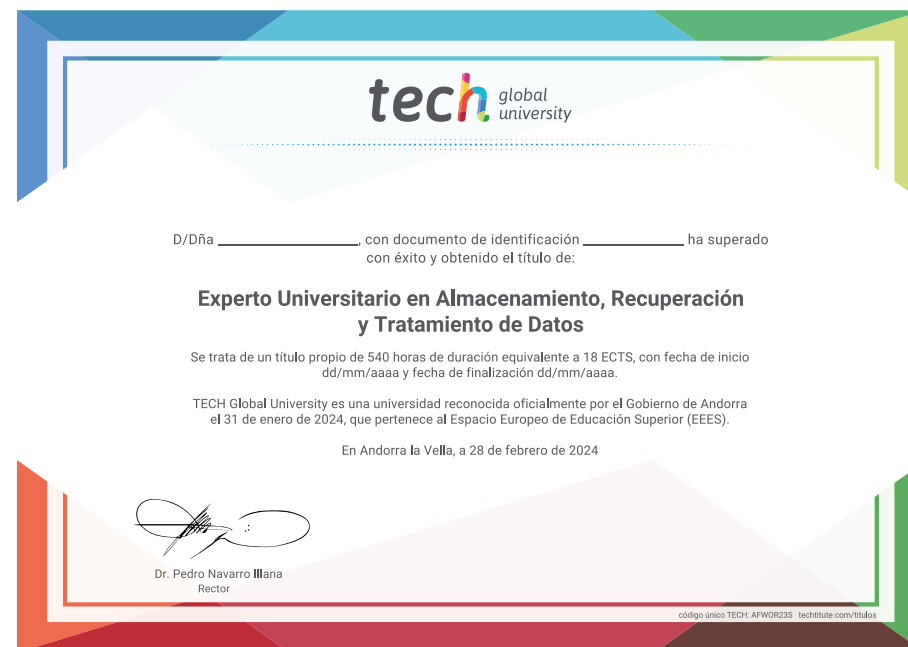 tech global university
D/Dña ____________, con documento de identificación ____________ ha superado
con éxito y obtenido el título de:
Experto Universitario en Almacenamiento, Recuperación
y Tratamiento de Datos
Se trata de un título propio de 540 horas de duración equivalente a 18 ECTS, con fecha de inicio
dd/mm/aaaa y fecha de finalización dd/mm/aaaa.
TECH Global University es una universidad reconocida oficialmente por el Gobierno de Andorra
el 31 de enero de 2024, que pertenece al Espacio Europeo de Educación Superior (EEES).
En Andorra la Vella, a 28 de febrero de 2024
Dr. Pedro Navarro Illana
Rector
código único TECH: AFWOR23S techtitute.com/titulos